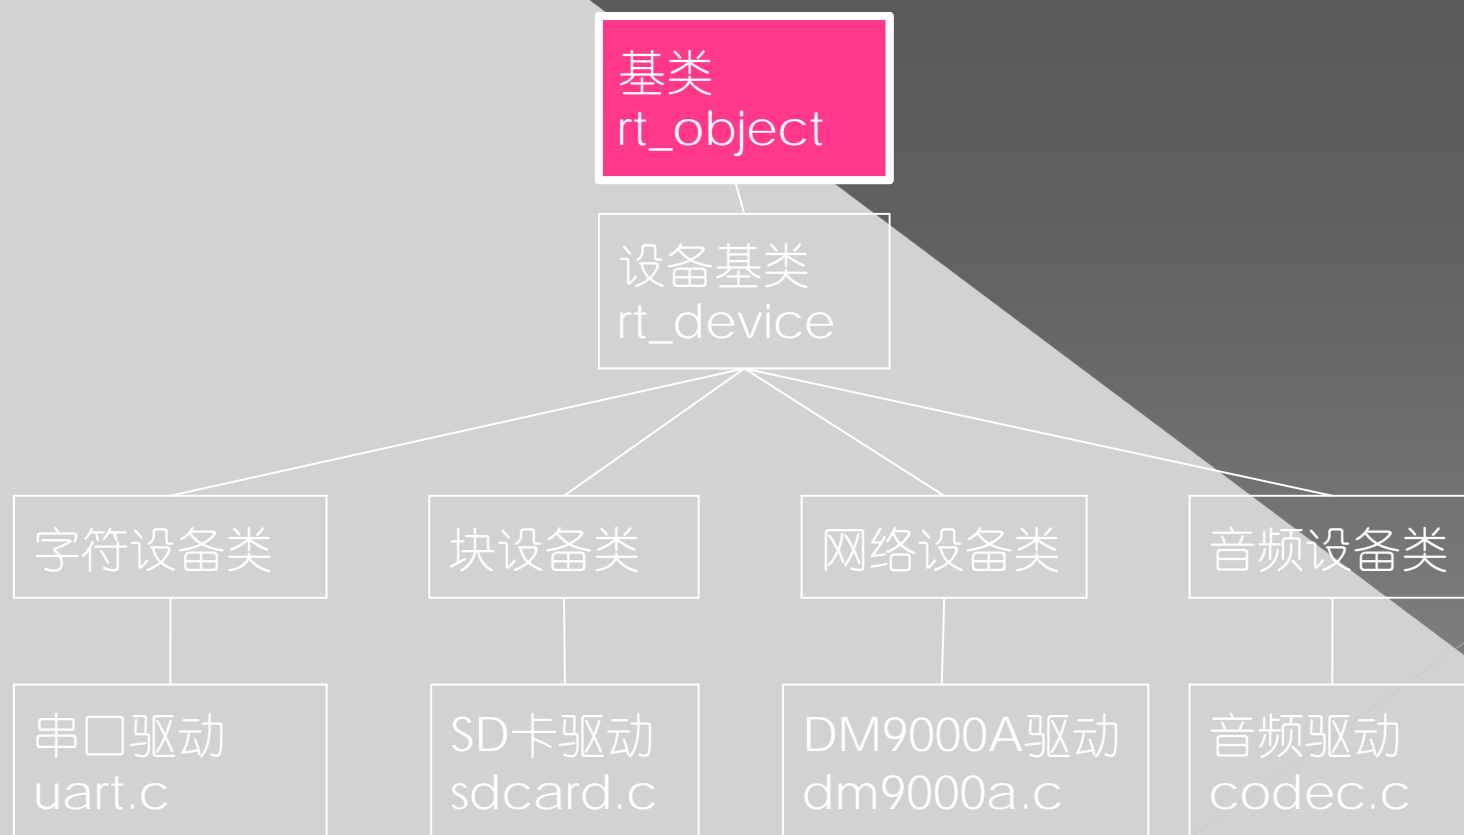 基类
rt_object
设备基类
rt_device
字符设备类
块设备类
网络设备类
音频设备类
串口驱动
uart.c
SD卡驱动
sdcard.c
DM9000A驱动
dm9000a.c
音频驱动
codec.c